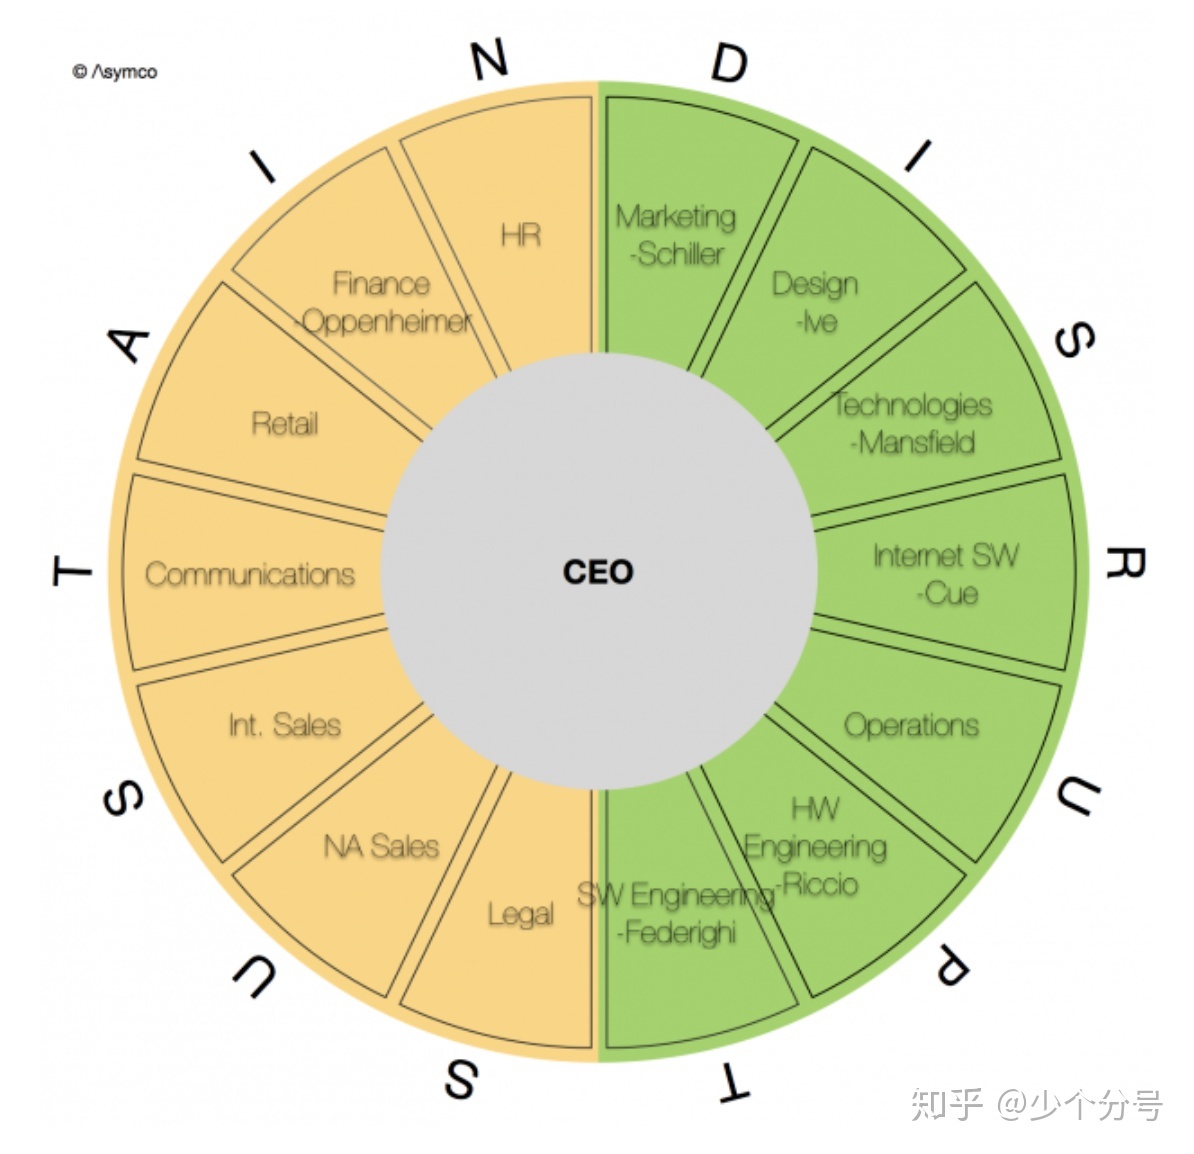 © Λsymco
N
D
I
I
A
S
T
R
S
U
U
P
S
T
HR
Marketing
-Schiller
Finance
-Oppenheimer
Design
-Ive
Retail
Technologies
-Mansfield
Communications
CEO
Internet SW
-Cue
Int. Sales
Operations
NA Sales
HW
Engineering
-Riccio
Legal
SW Engineering
-Federighi
知乎 @少个分号